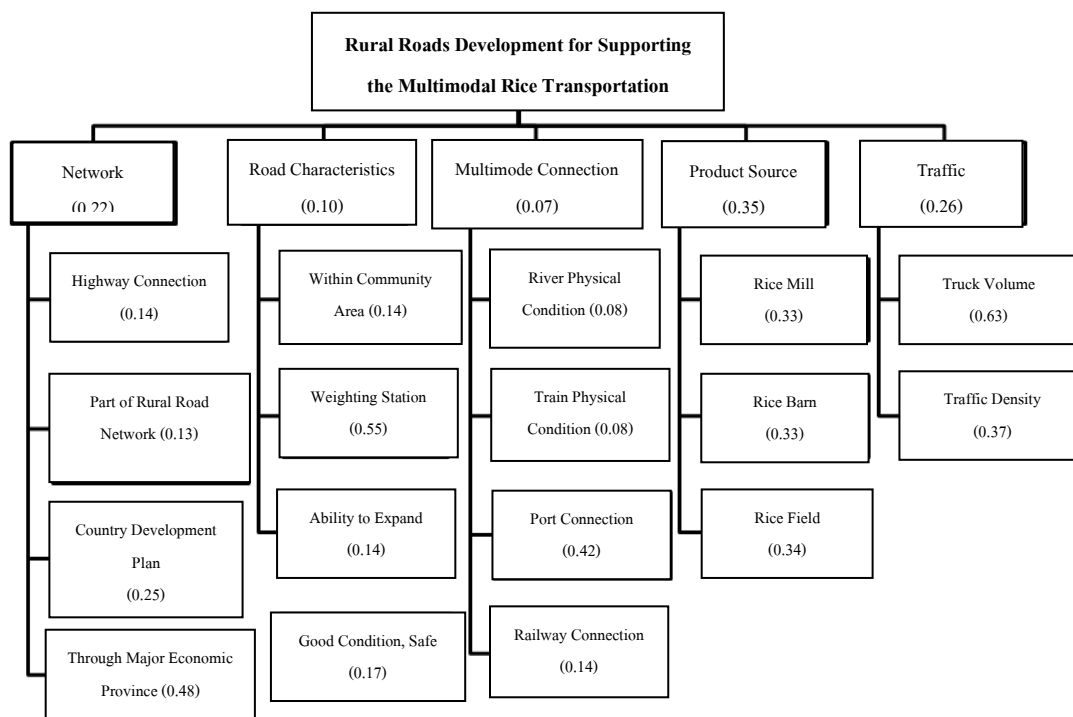 Rural Roads Development for Supporting
the Multimodal Rice Transportation
Network
(0.22)
Road Characteristics
(0.10)
Multimode Connection
(0.07)
Product Source
(0.35)
Traffic
(0.26)
Highway Connection
(0.14)
Part of Rural Road
Network (0.13)
Country Development
Plan
(0.25)
Through Major Economic
Province (0.48)
Within Community
Area (0.14)
Weighting Station
(0.55)
Ability to Expand
(0.14)
Good Condition, Safe
(0.17)
River Physical
Condition (0.08)
Train Physical
Condition (0.08)
Port Connection
(0.42)
Railway Connection
(0.14)
Rice Mill
(0.33)
Rice Barn
(0.33)
Rice Field
(0.34)
Truck Volume
(0.63)
Traffic Density
(0.37)